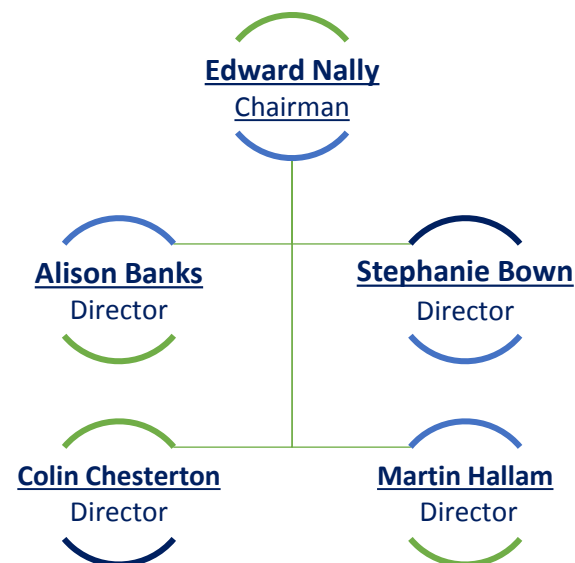 Edward Nally
Chairman
Alison Banks
Director
Stephanie Bown
Director
Colin Chesterton
Director
Martin Hallam
Director